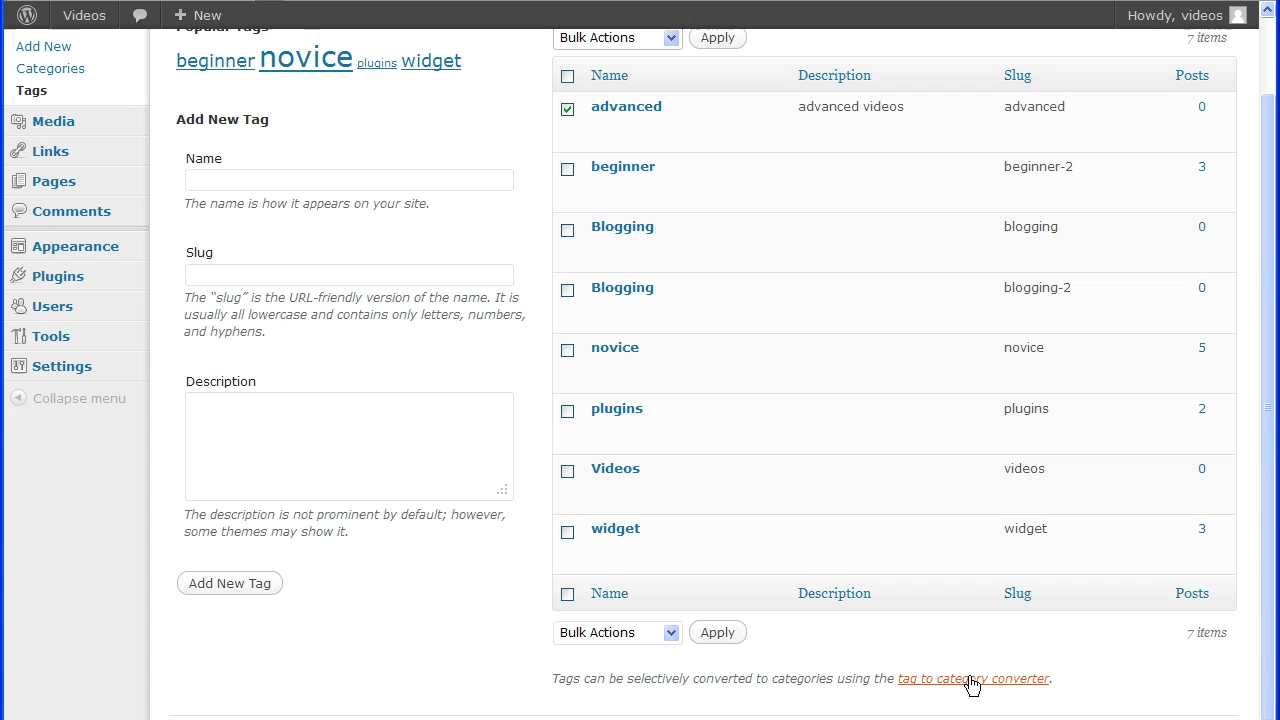 Videos
New
Howdy, videos
Add New
Categories
Tags
Media
Links
Pages
Comments
Appearance
Plugins
Users
Tools
Settings
Collapse menu
Popular Tags
beginner novice plugins widget
Add New Tag
Name
The name is how it appears on your site.
Slug
The “slug” is the URL-friendly version of the name. It is
usually all lowercase and contains only letters, numbers,
and hyphens.
Description
The description is not prominent by default; however,
some themes may show it.
Add New Tag
Bulk Actions Apply 7 items
Name Description Slug Posts
advanced advanced videos advanced 0
beginner beginner-2 3
Blogging blogging 0
Blogging blogging-2 0
novice novice 5
plugins plugins 2
Videos videos 0
widget widget 3
Name Description Slug Posts
Bulk Actions Apply 7 items
Tags can be selectively converted to categories using the tag to category converter.